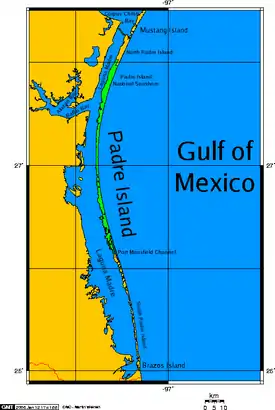 -97°
Corpus Christi
Bay
Mustang Island
North Padre Island
Padre Island
National Seashore
Padre Island
Gulf of
Mexico
27°
27°
Port Mansfield Channel
Laguna Madre
South Padre Island
Brazos Island
26°
26°
-97°
km
0 5 10
GMT